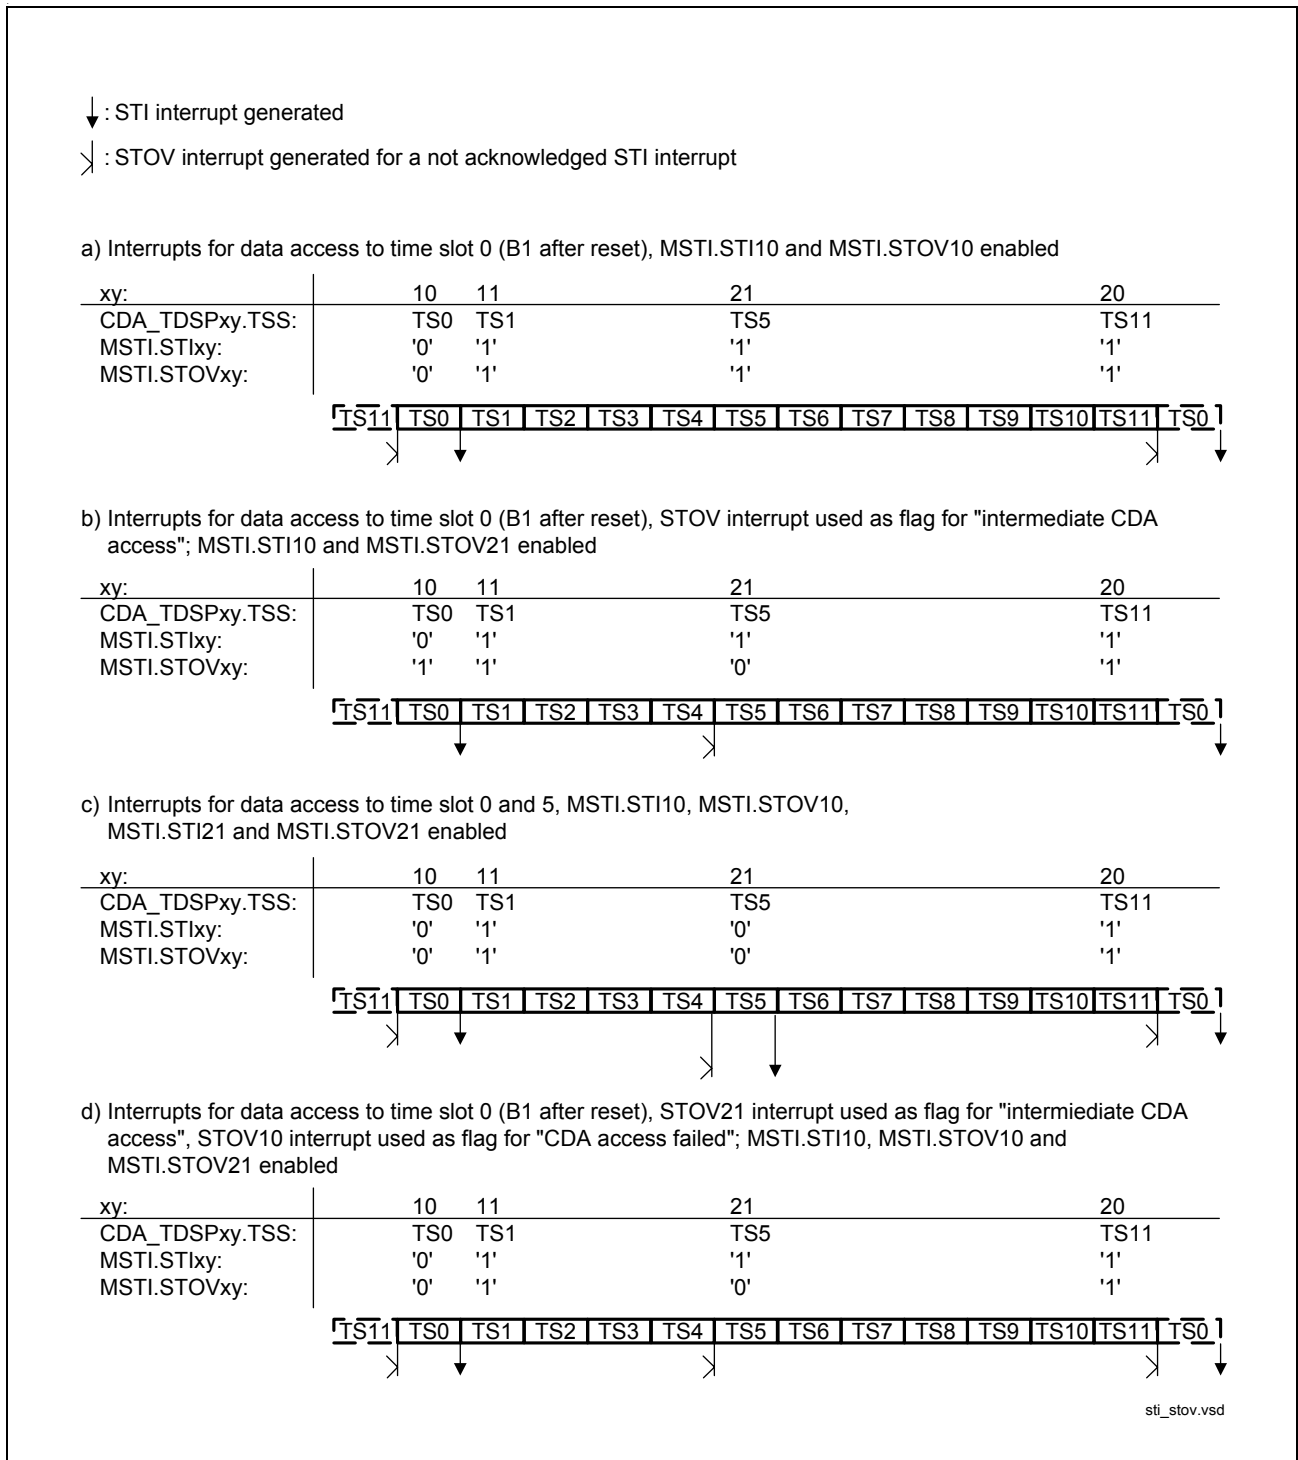 : STI interrupt generated
: STOV interrupt generated for a not acknowledged STI interrupt
a) Interrupts for data access to time slot 0 (B1 after reset), MSTI.STI10 and MSTI.STOV10 enabled
xy: 10 11 21 20
CDA_TDSPxy.TSS: TS0 TS1 TS5 TS11
MSTI.STIxy: '0' '1' '1' '1'
MSTI.STOVxy: '0' '1' '1' '1'
TS11 TS0 TS1 TS2 TS3 TS4 TS5 TS6 TS7 TS8 TS9 TS10 TS11 TS0
b) Interrupts for data access to time slot 0 (B1 after reset), STOV interrupt used as flag for "intermediate CDA
access"; MSTI.STI10 and MSTI.STOV21 enabled
xy: 10 11 21 20
CDA_TDSPxy.TSS: TS0 TS1 TS5 TS11
MSTI.STIxy: '0' '1' '1' '1'
MSTI.STOVxy: '1' '1' '0' '1'
TS11 TS0 TS1 TS2 TS3 TS4 TS5 TS6 TS7 TS8 TS9 TS10 TS11 TS0
c) Interrupts for data access to time slot 0 and 5, MSTI.STI10, MSTI.STOV10,
MSTI.STI21 and MSTI.STOV21 enabled
xy: 10 11 21 20
CDA_TDSPxy.TSS: TS0 TS1 TS5 TS11
MSTI.STIxy: '0' '1' '0' '1'
MSTI.STOVxy: '0' '1' '0' '1'
TS11 TS0 TS1 TS2 TS3 TS4 TS5 TS6 TS7 TS8 TS9 TS10 TS11 TS0
d) Interrupts for data access to time slot 0 (B1 after reset), STOV21 interrupt used as flag for "intermiediate CDA
access", STOV10 interrupt used as flag for "CDA access failed"; MSTI.STI10, MSTI.STOV10 and
MSTI.STOV21 enabled
xy: 10 11 21 20
CDA_TDSPxy.TSS: TS0 TS1 TS5 TS11
MSTI.STIxy: '0' '1' '1' '1'
MSTI.STOVxy: '0' '1' '0' '1'
TS11 TS0 TS1 TS2 TS3 TS4 TS5 TS6 TS7 TS8 TS9 TS10 TS11 TS0
sti_stov.vsd